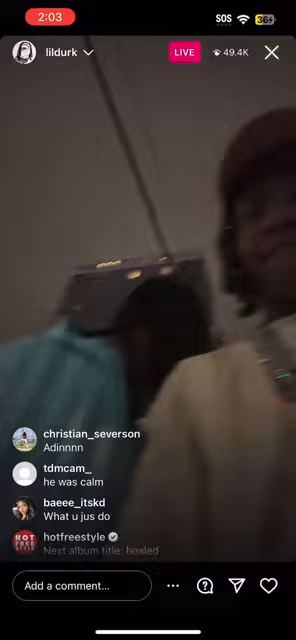 2:03
SOS
36
lildurk
LIVE
49.4K
christian_severson
Adinnnn
tdmcam_
he was calm
baeee_itskd
What u jus do
HOT
FREE
STYLE
hotfreestyle
Next album title: healed
Add a comment...